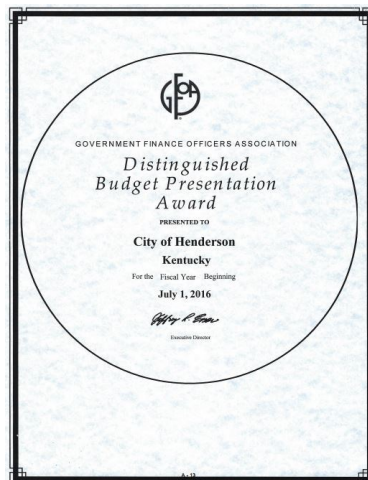 GFOA
GOVERNMENT FINANCE OFFICERS ASSOCIATION
Distinguished
Budget Presentation
Award
PRESENTED TO
City of Henderson
Kentucky
For the Fiscal Year Beginning
July 1, 2016
Executive Director
A - 13